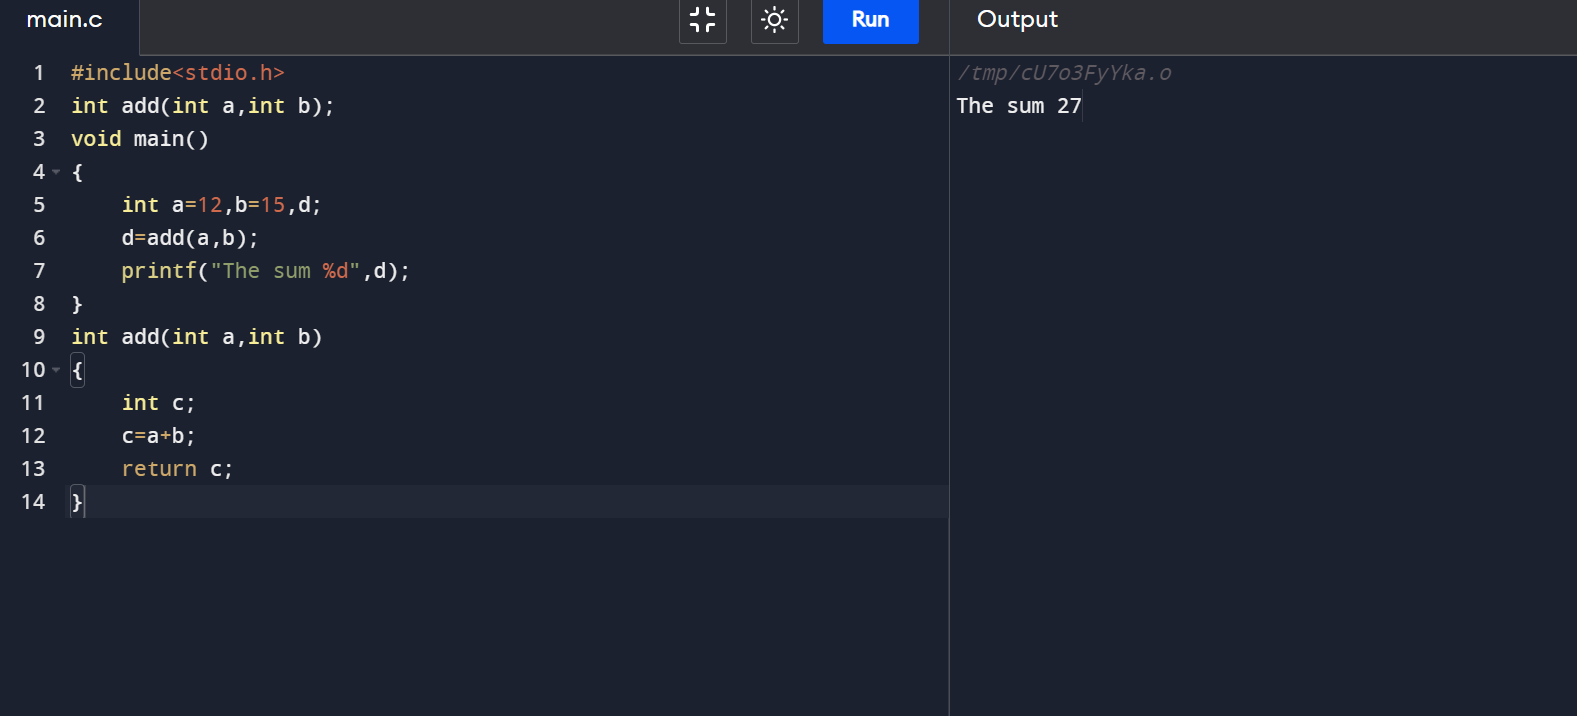 main.c
Run
Output
1 #include<stdio.h>
2 int add(int a,int b);
3 void main()
4 {
5     int a=12,b=15,d;
6     d=add(a,b);
7     printf("The sum %d",d);
8 }
9 int add(int a,int b)
10 {
11     int c;
12     c=a+b;
13     return c;
14 }
/tmp/cU7o3FyYka.o
The sum 27